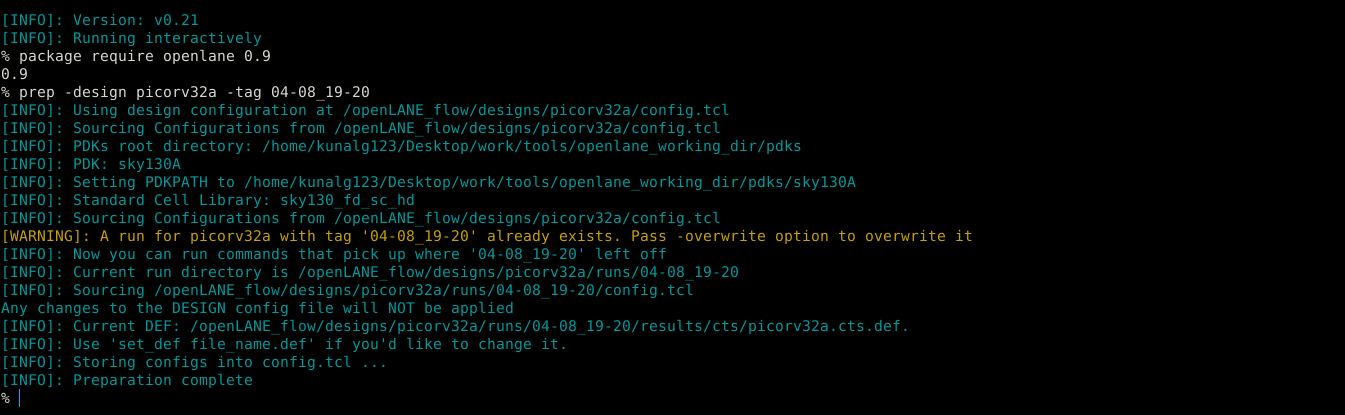 [INFO]: Version: v0.21
[INFO]: Running interactively
% package require openlane 0.9
0.9
% prep -design picorv32a -tag 04-08_19-20
[INFO]: Using design configuration at /openLANE_flow/designs/picorv32a/config.tcl
[INFO]: Sourcing Configurations from /openLANE_flow/designs/picorv32a/config.tcl
[INFO]: PDKs root directory: /home/kunalg123/Desktop/work/tools/openlane_working_dir/pdks
[INFO]: PDK: sky130A
[INFO]: Setting PDKPATH to /home/kunalg123/Desktop/work/tools/openlane_working_dir/pdks/sky130A
[INFO]: Standard Cell Library: sky130_fd_sc_hd
[INFO]: Sourcing Configurations from /openLANE_flow/designs/picorv32a/config.tcl
[WARNING]: A run for picorv32a with tag '04-08_19-20' already exists. Pass -overwrite option to overwrite it
[INFO]: Now you can run commands that pick up where '04-08_19-20' left off
[INFO]: Current run directory is /openLANE_flow/designs/picorv32a/runs/04-08_19-20
[INFO]: Sourcing /openLANE_flow/designs/picorv32a/runs/04-08_19-20/config.tcl
Any changes to the DESIGN config file will NOT be applied
[INFO]: Current DEF: /openLANE_flow/designs/picorv32a/runs/04-08_19-20/results/cts/picorv32a.cts.def.
[INFO]: Use 'set_def file_name.def' if you'd like to change it.
[INFO]: Storing configs into config.tcl ...
[INFO]: Preparation complete
%